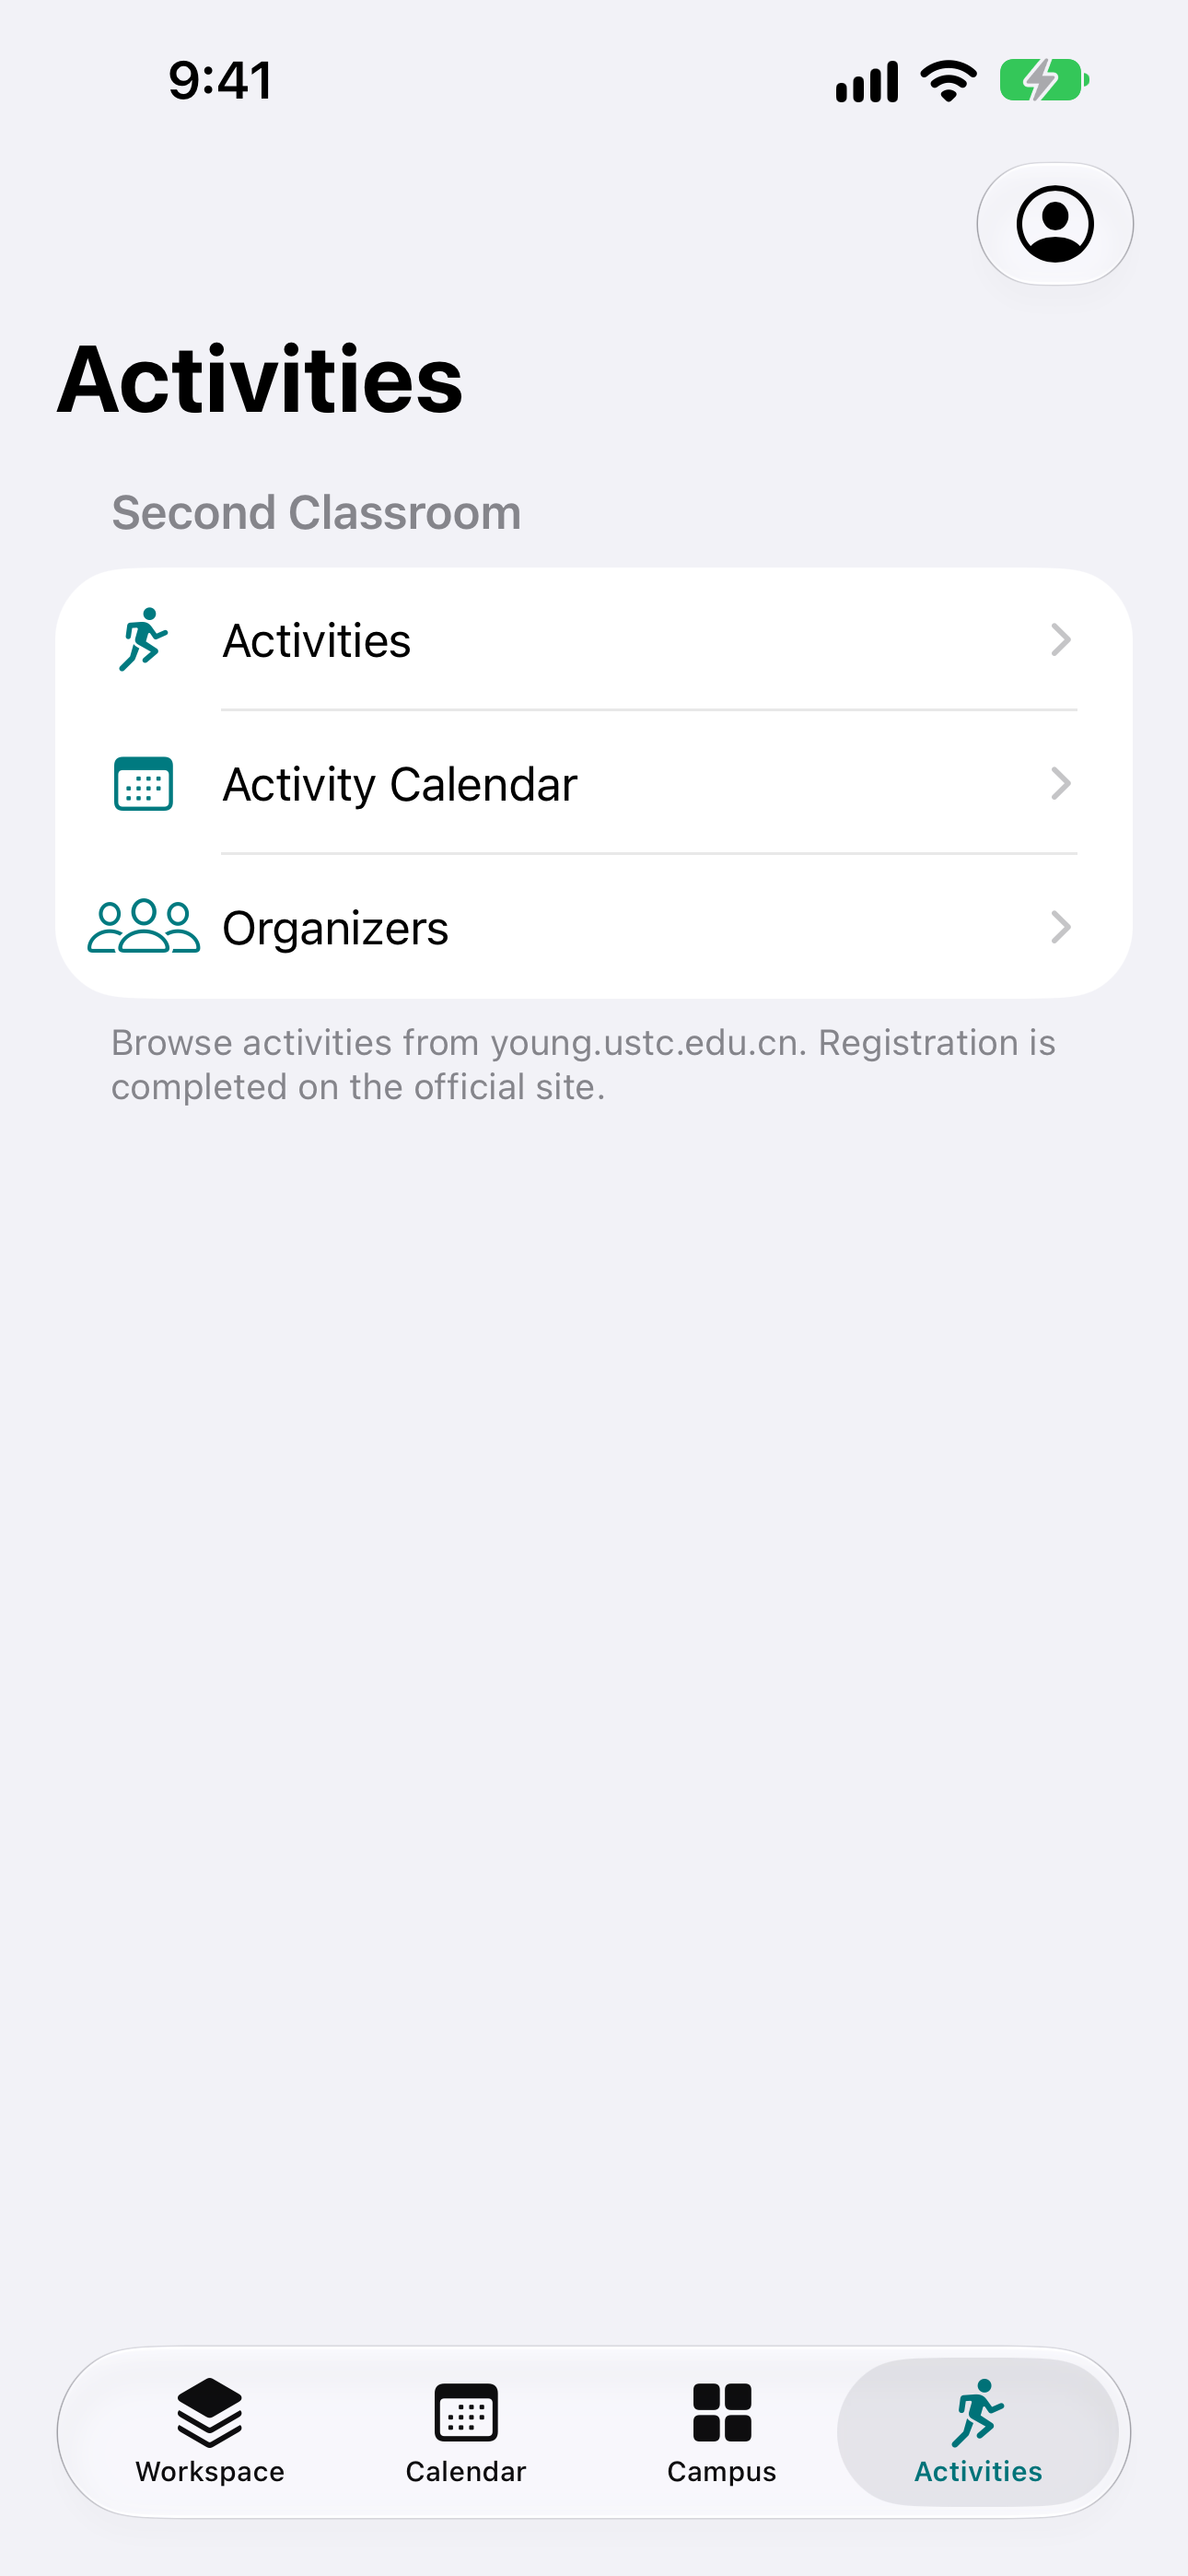 9:41
Activities
Second Classroom
Activities
Activity Calendar
Organizers
Browse activities from young.ustc.edu.cn. Registration is
completed on the official site.
Workspace
Calendar
Campus
Activities